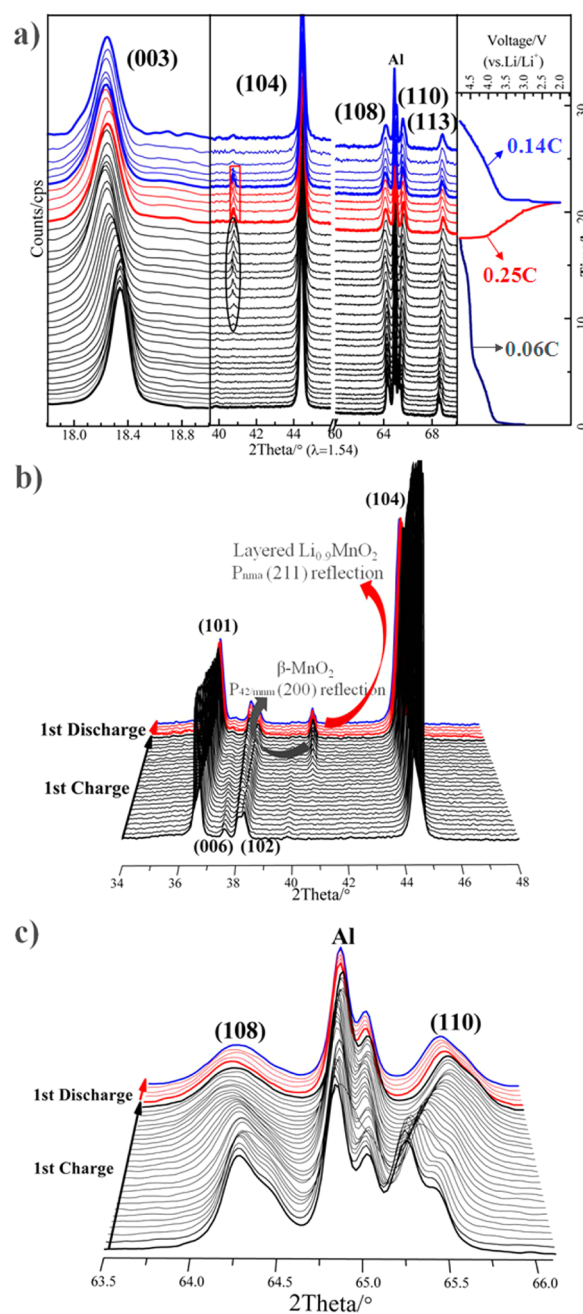 a)
(003)
(104)
Al
(108)
(110)
(113)
Voltage/V
(vs.Li/Li+)
4.5 4.0 3.5 3.0 2.5 2.0
0.14C
0.25C
0.06C
30
20
10
0
Counts/cps
18.0 18.4 18.8 40 42 44 60 64 68
2Theta/° (λ=1.54)
b)
(104)
Layered Li0.9MnO2
Pnma (211) reflection
(101)
β-MnO2
P42/mnm (200) reflection
1st Discharge
1st Charge
(006) (102)
34 36 38 40 42 44 46 48
2Theta/°
c)
Al
(108)
(110)
1st Discharge
1st Charge
63.5 64.0 64.5 65.0 65.5 66.0
2Theta/°